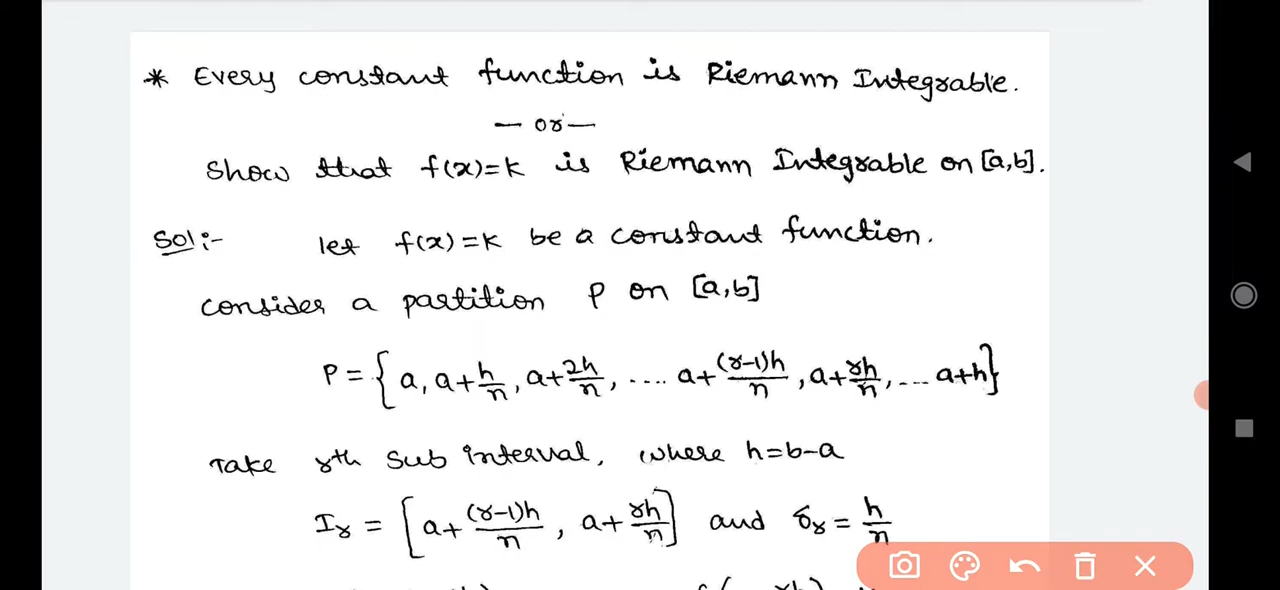 * Every constant function is Riemann Integrable.
— or —
Show that f(x)=k is Riemann Integrable on [a,b].
Sol:- let f(x)=k be a constant function.
Consider a partition P on [a,b]
P = { a, a+h/n, a+2h/n, .... a+(r-1)h/n, a+rh/n, ... a+h}
Take rth sub interval, where h=b-a
Ir = [a+(r-1)h/n, a+rh/n] and δr = h/n